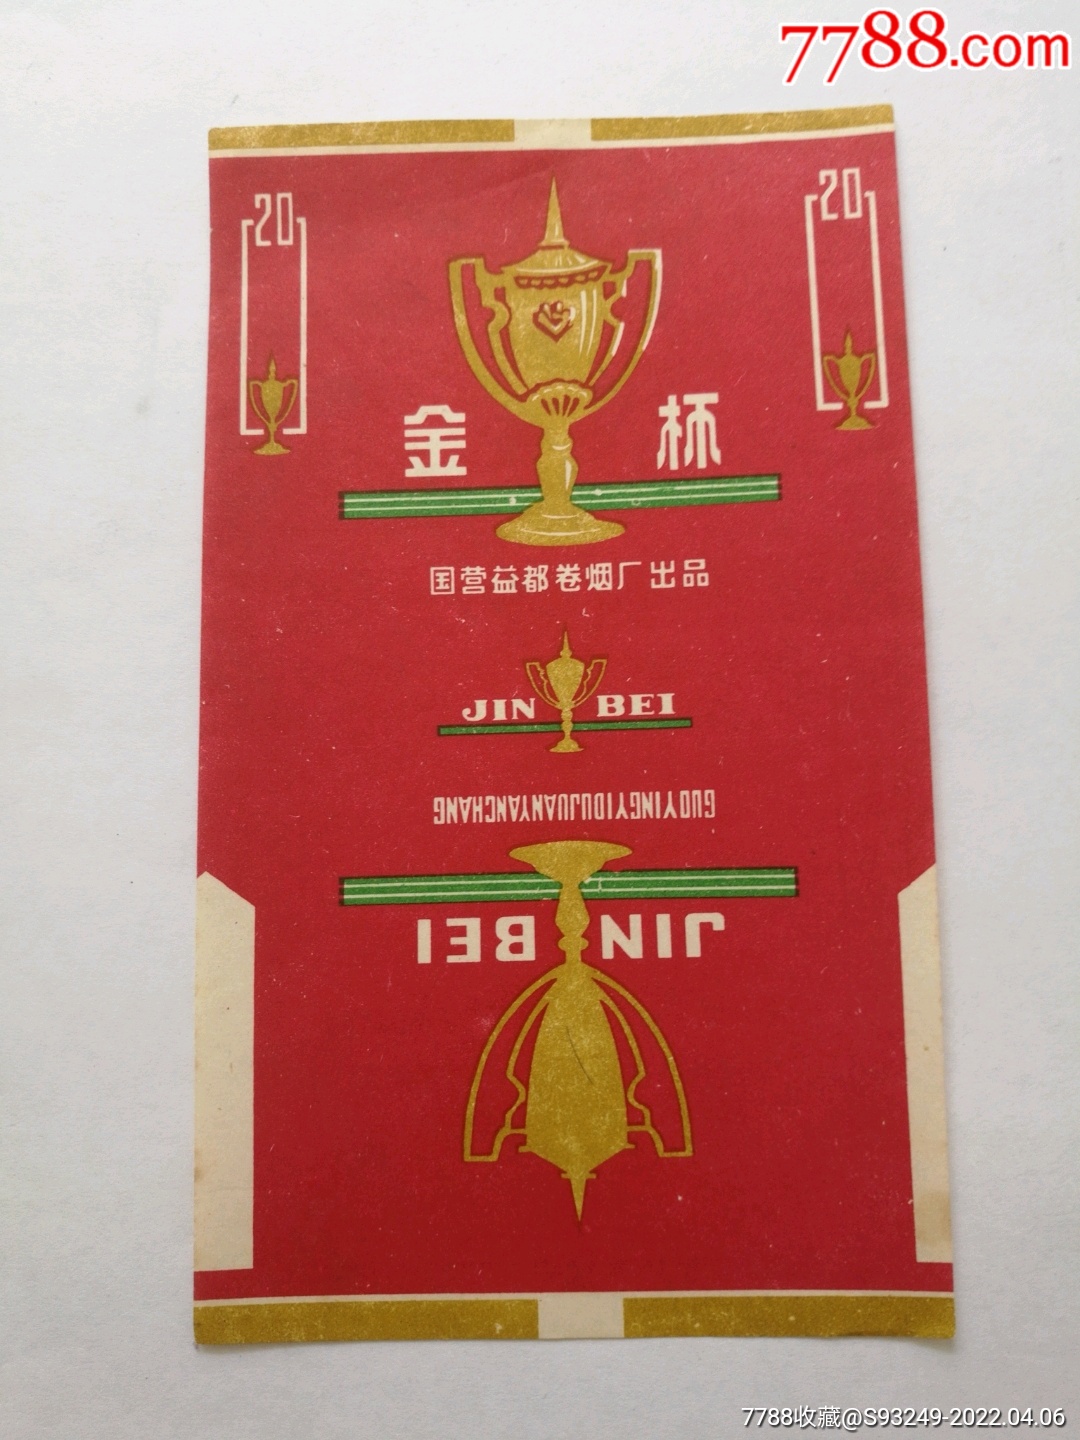 7788.com
20 20
金 杯
国营益都卷烟厂出品
JIN BEI
GUOYINGYIDUJUANYANCHANG
JIN BEI
7788收藏@S93249-2022.04.06